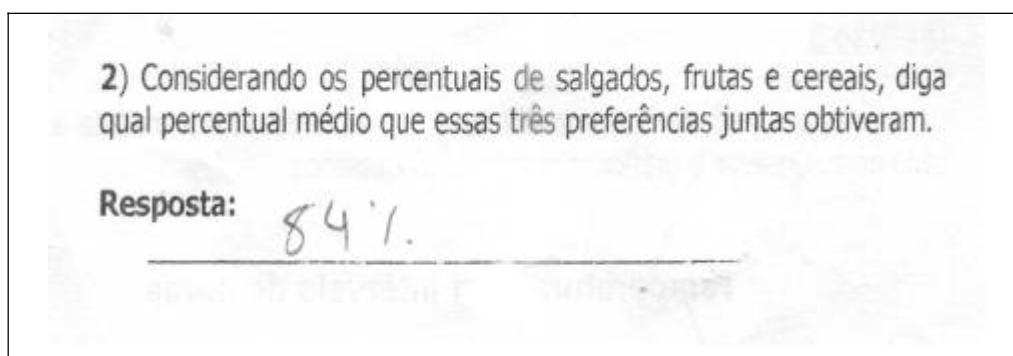 2) Considerando os percentuais de salgados, frutas e cereais, diga
qual percentual médio que essas três preferências juntas obtiveram.
Resposta: 84%.